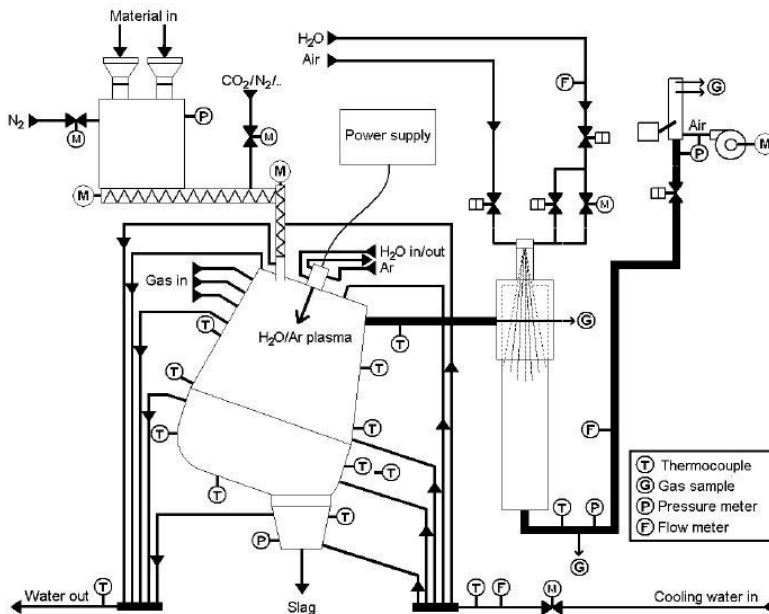 Material in
H₂O
Air
CO₂/N₂/..
F
G
N₂
P
Power supply
Air
M
M
M
P
M
M
M
M
H₂O in/out
Ar
Gas in
T
H₂O/Ar plasma
G
T
T
T
T
T
F
T
T
T
T
T Thermocouple
G Gas sample
P Pressure meter
F Flow meter
T
P
T
P
G
Water out
T
Slag
T
F
M
Cooling water in